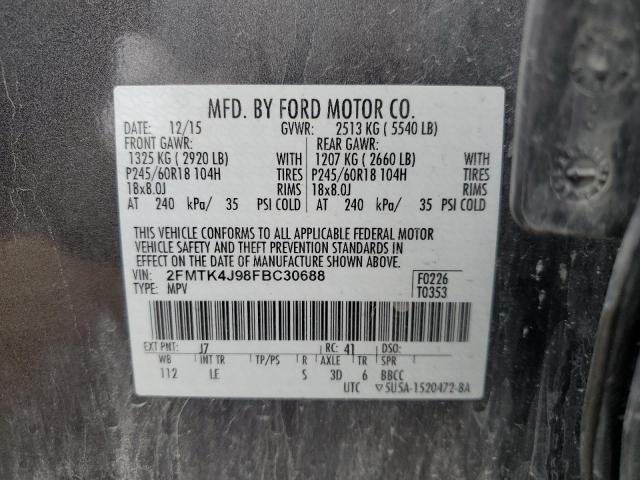 MFD. BY FORD MOTOR CO.
DATE: 12/15 GVWR: 2513 KG ( 5540 LB)
FRONT GAWR: REAR GAWR:
1325 KG ( 2920 LB) WITH 1207 KG ( 2660 LB) WITH
P245/60R18 104H TIRES P245/60R18 104H TIRES
18x8.0J RIMS 18x8.0J RIMS
AT 240 kPa/ 35 PSI COLD AT 240 kPa/ 35 PSI COLD
THIS VEHICLE CONFORMS TO ALL APPLICABLE FEDERAL MOTOR
VEHICLE SAFETY AND THEFT PREVENTION STANDARDS IN
EFFECT ON THE DATE OF MANUFACTURE SHOWN ABOVE.
VIN: 2FMTK4J98FBC30688 F0226
TYPE: MPV T0353
EXT PNT: J7 RC: 41 DSO:
WB INT TR TP/PS R AXLE TR SPR
112 LE S 3D 6 BBCC
UTC ▽5USA-1520472-BA